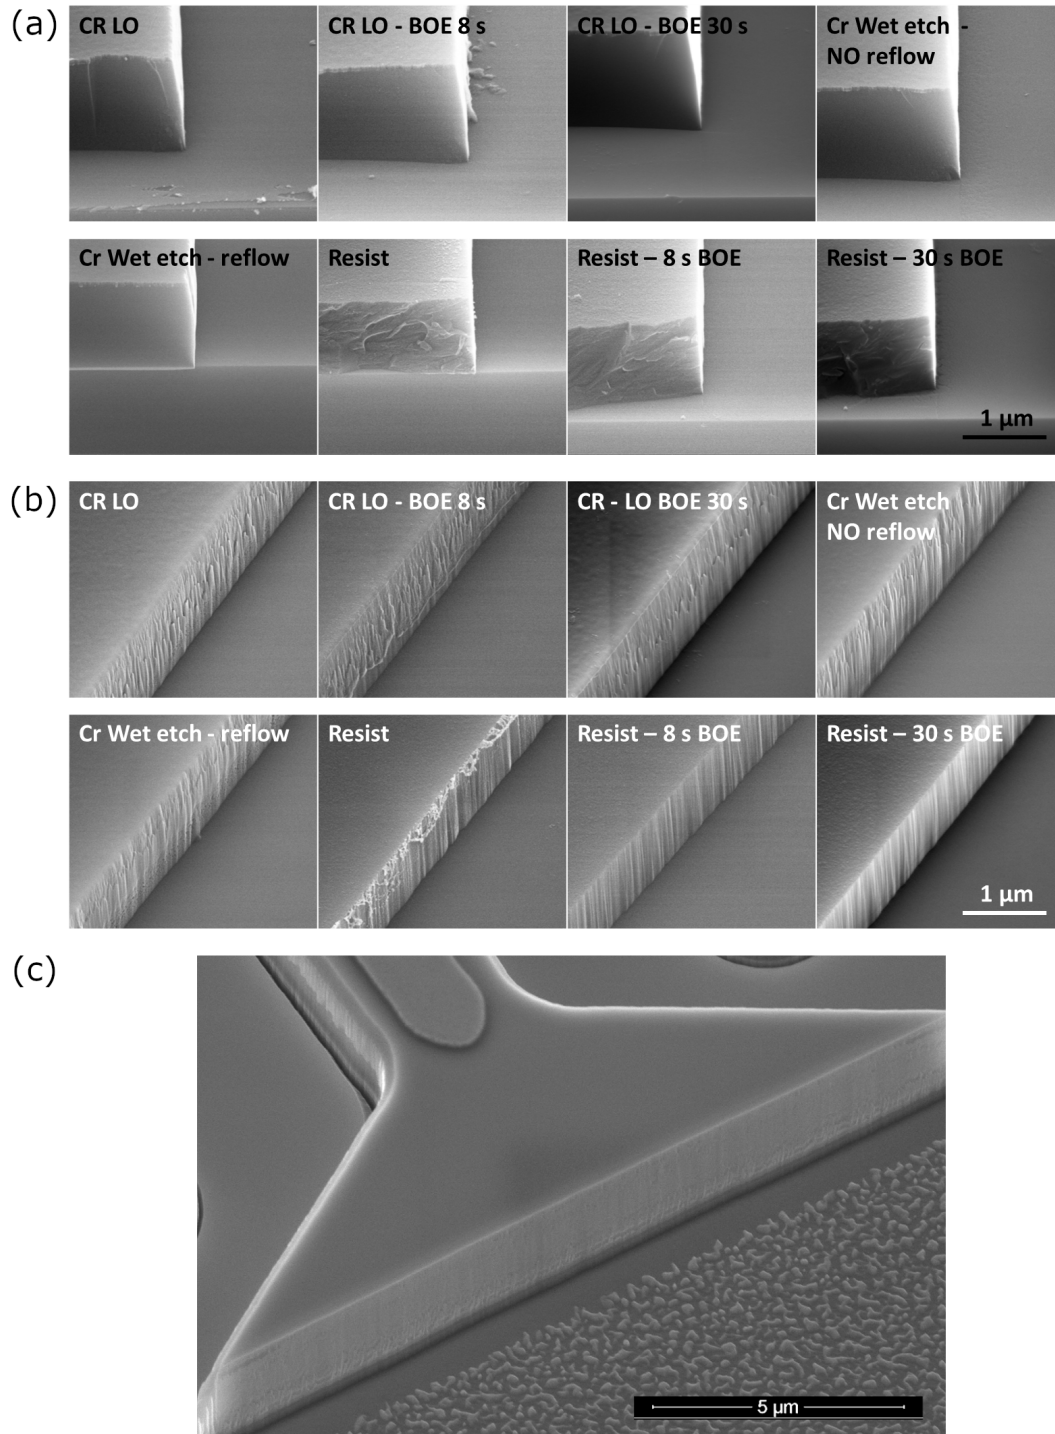 (a)
CR LO
CR LO - BOE 8 s
CR LO - BOE 30 s
Cr Wet etch -
NO reflow
Cr Wet etch - reflow
Resist
Resist – 8 s BOE
Resist – 30 s BOE
1 µm
(b)
CR LO
CR LO - BOE 8 s
CR - LO BOE 30 s
Cr Wet etch
NO reflow
Cr Wet etch - reflow
Resist
Resist – 8 s BOE
Resist – 30 s BOE
1 µm
(c)
5 µm